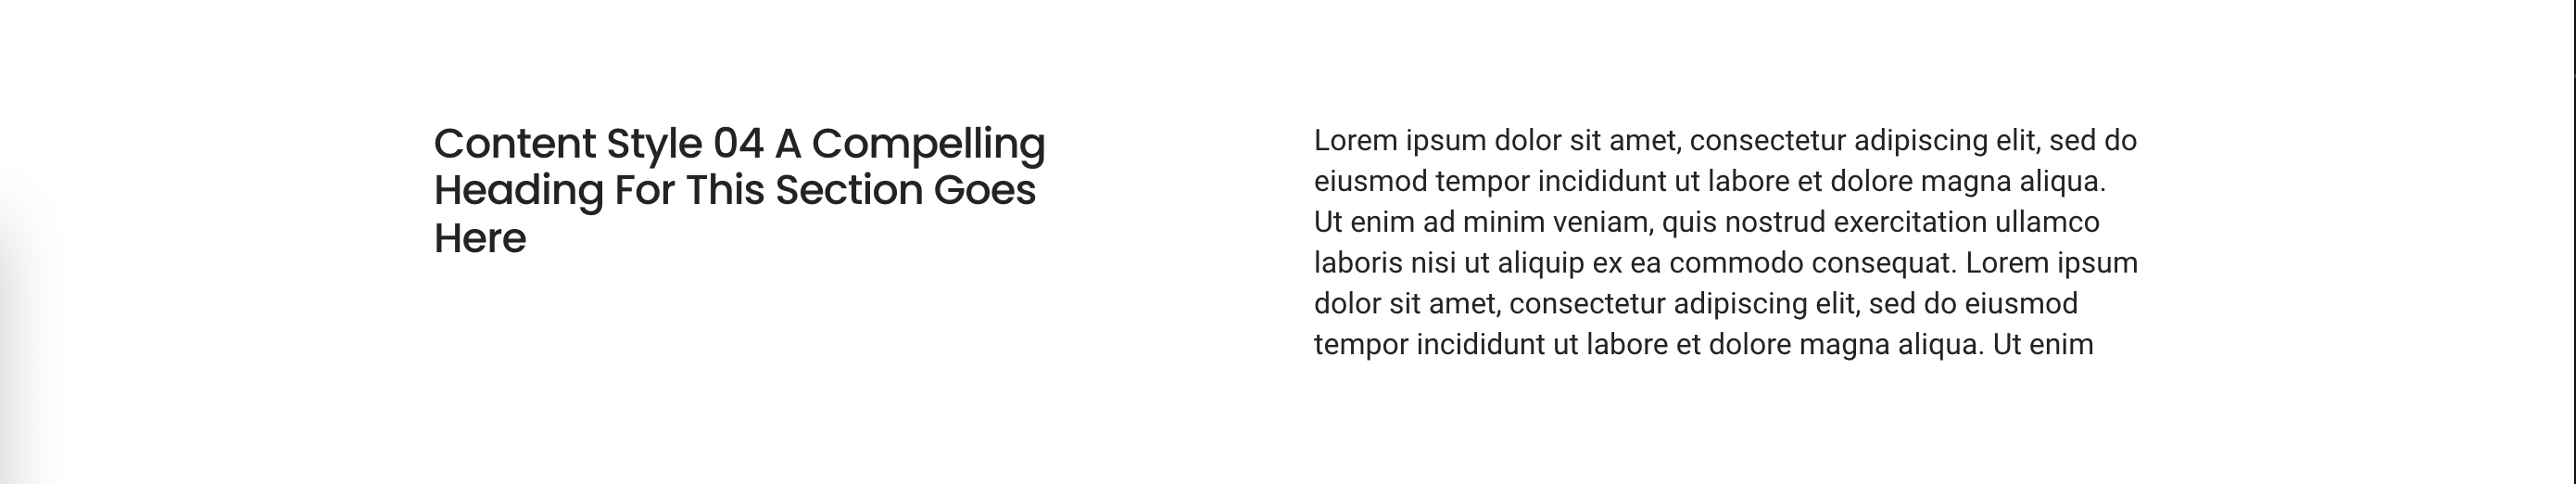 Content Style 04 A Compelling
Heading For This Section Goes
Here
Lorem ipsum dolor sit amet, consectetur adipiscing elit, sed do
eiusmod tempor incididunt ut labore et dolore magna aliqua.
Ut enim ad minim veniam, quis nostrud exercitation ullamco
laboris nisi ut aliquip ex ea commodo consequat. Lorem ipsum
dolor sit amet, consectetur adipiscing elit, sed do eiusmod
tempor incididunt ut labore et dolore magna aliqua. Ut enim